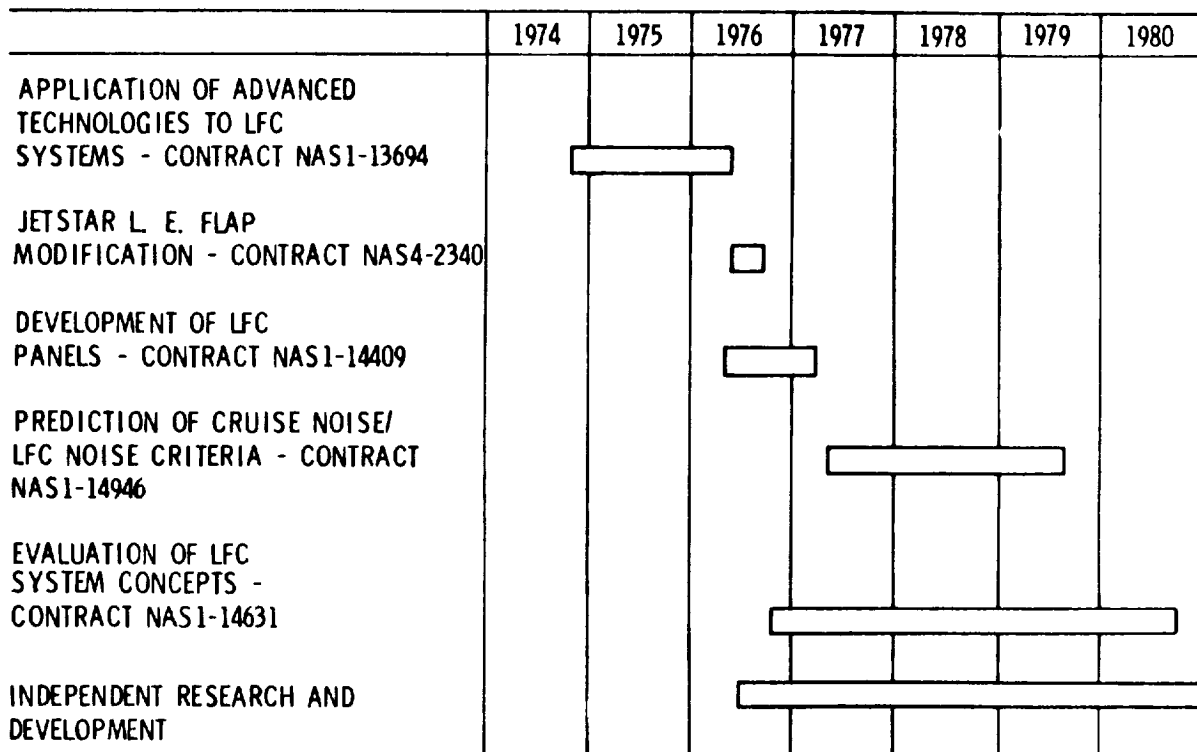 1974 1975 1976 1977 1978 1979 1980
APPLICATION OF ADVANCED
TECHNOLOGIES TO LFC
SYSTEMS - CONTRACT NAS1-13694
JETSTAR L. E. FLAP
MODIFICATION - CONTRACT NAS4-2340
DEVELOPMENT OF LFC
PANELS - CONTRACT NAS1-14409
PREDICTION OF CRUISE NOISE/
LFC NOISE CRITERIA - CONTRACT
NAS1-14946
EVALUATION OF LFC
SYSTEM CONCEPTS -
CONTRACT NAS1-14631
INDEPENDENT RESEARCH AND
DEVELOPMENT